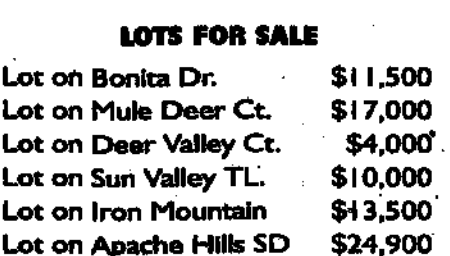 LOTS FOR SALE
Lot on Bonita Dr. $11,500
Lot on Mule Deer Ct. $17,000
Lot on Deer Valley Ct. $4,000
Lot on Sun Valley TL. $10,000
Lot on Iron Mountain $13,500
Lot on Apache Hills SD $24,900